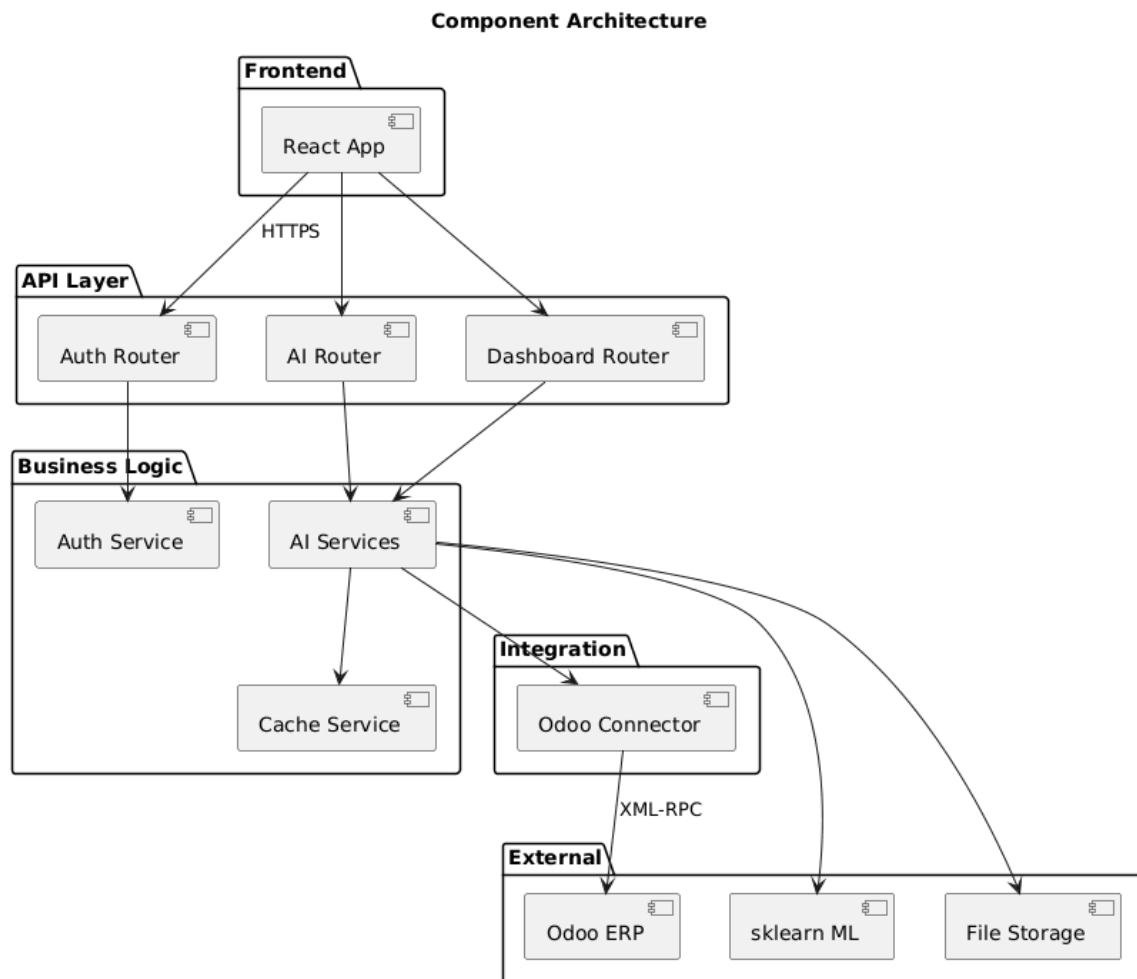 Component Architecture
Frontend
React App
HTTPS
API Layer
Auth Router
AI Router
Dashboard Router
Business Logic
Auth Service
AI Services
Integration
Cache Service
Odoo Connector
XML-RPC
External
Odoo ERP
sklearn ML
File Storage